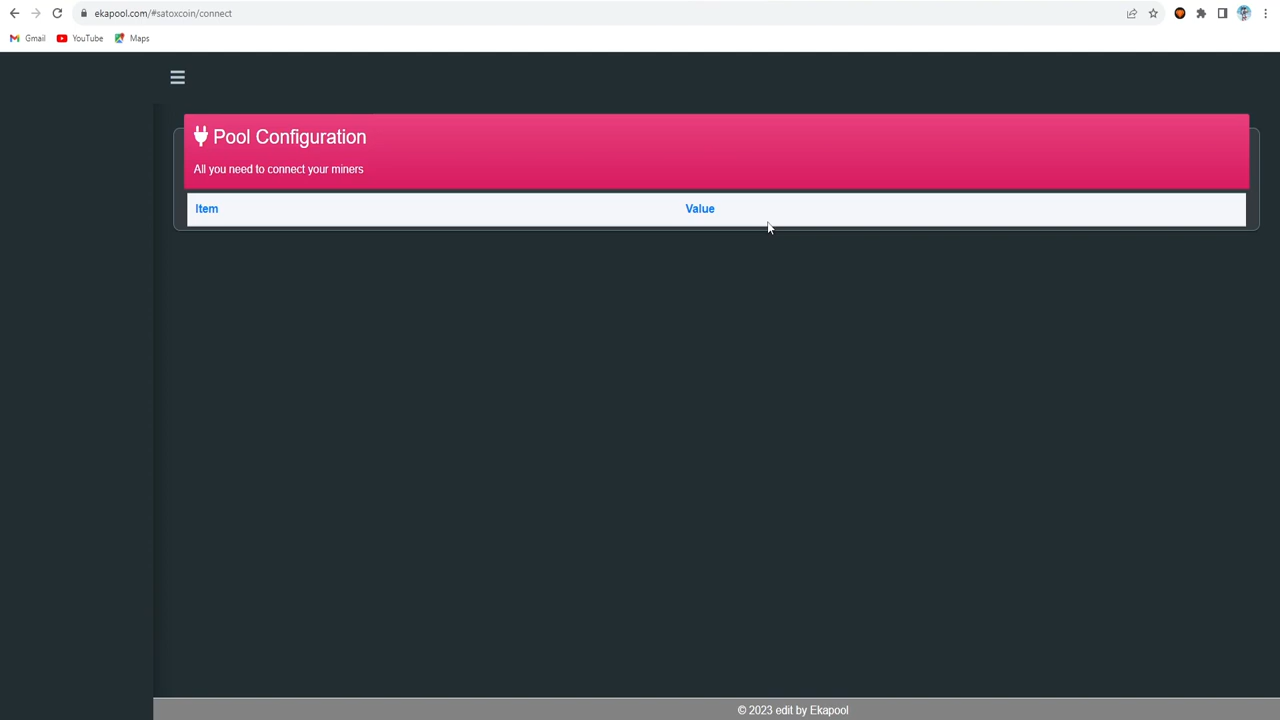 ekapool.com/#satoxcoin/connect
Gmail YouTube Maps
Pool Configuration
All you need to connect your miners
Item Value
© 2023 edit by Ekapool